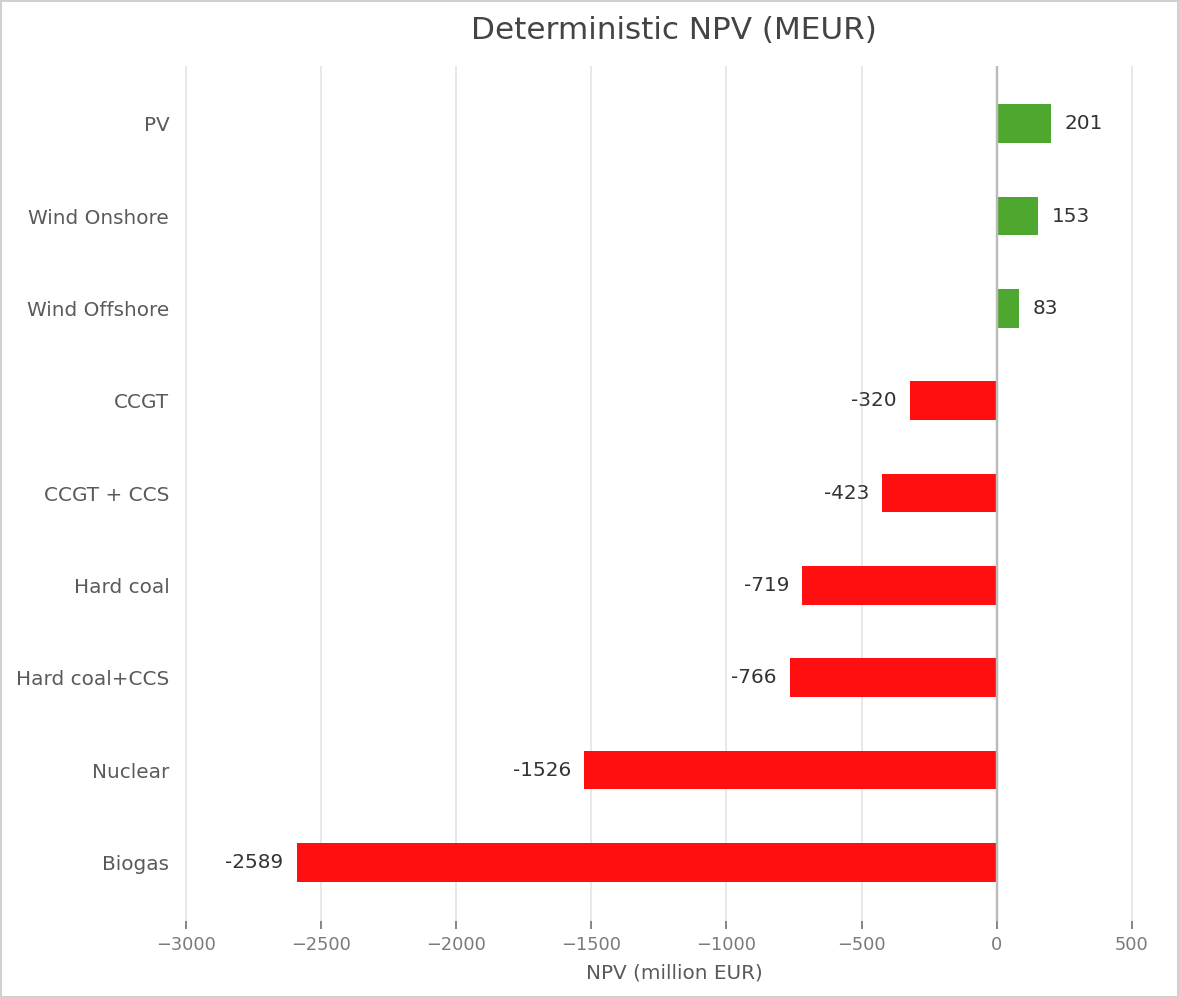 Deterministic NPV (MEUR)
PV 201
Wind Onshore 153
Wind Offshore 83
CCGT -320
CCGT + CCS -423
Hard coal -719
Hard coal+CCS -766
Nuclear -1526
Biogas -2589
−3000 −2500 −2000 −1500 −1000 −500 0 500
NPV (million EUR)